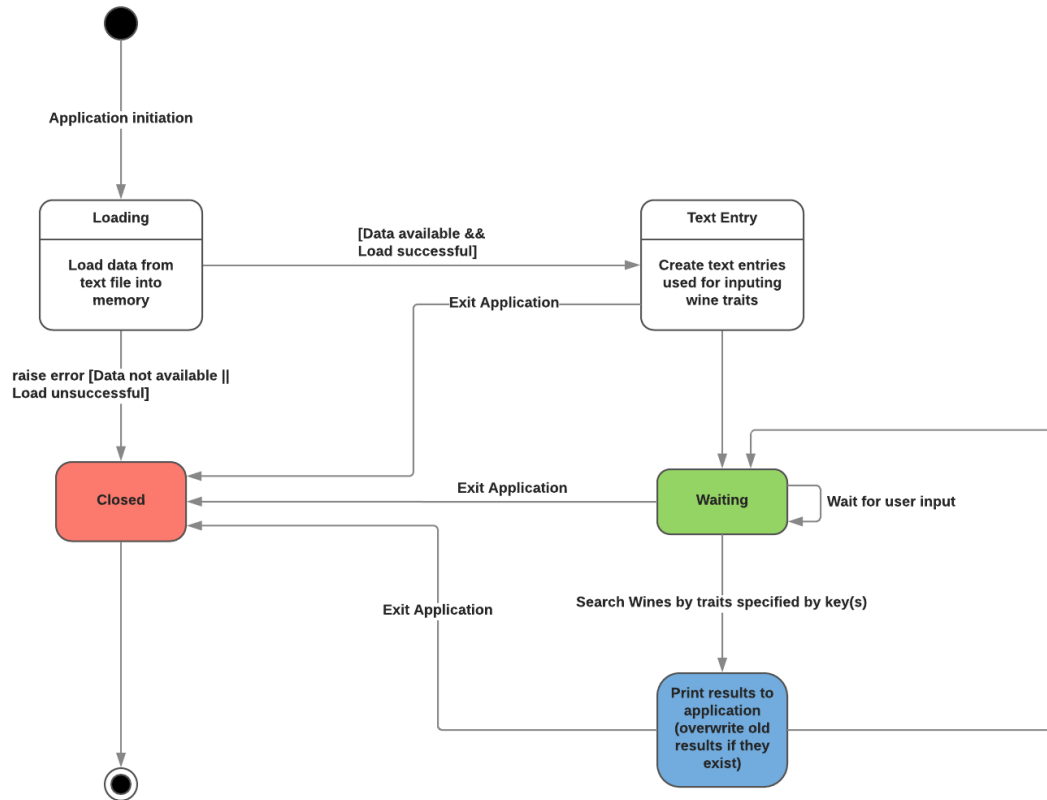 Application initiation
Loading
Load data from
text file into
memory
[Data available &&
Load successful]
Text Entry
Create text entries
used for inputing
wine traits
Exit Application
raise error [Data not available ||
Load unsuccessful]
Closed
Exit Application
Waiting
Wait for user input
Search Wines by traits specified by key(s)
Exit Application
Print results to
application
(overwrite old
results if they
exist)